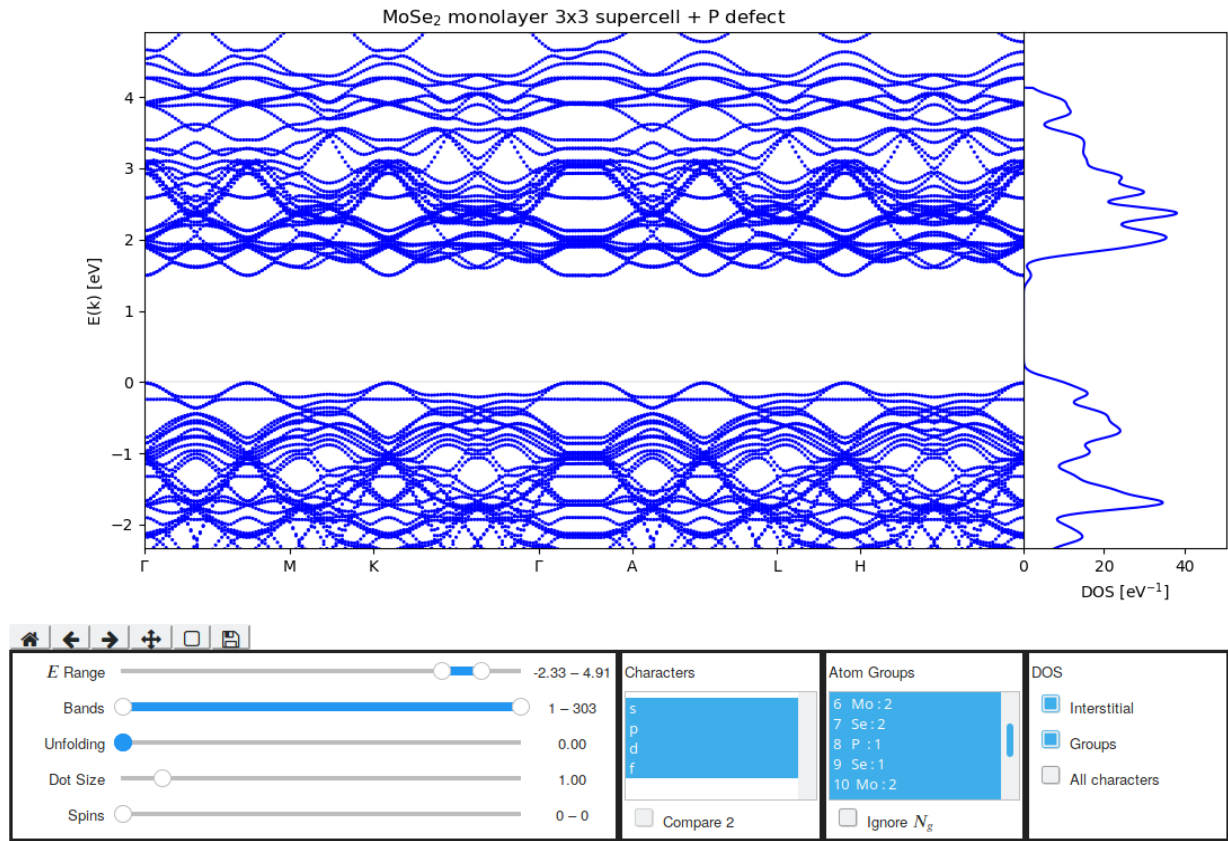 MoSe₂ monolayer 3x3 supercell + P defect
4
3
2
1
0
−1
−2
E(k) [eV]
Γ M K Γ A L H
0 20 40
DOS [eV⁻¹]
E Range -2.33 – 4.91
Bands 1 – 303
Unfolding 0.00
Dot Size 1.00
Spins 0 – 0
Characters
s
p
d
f
Compare 2
Atom Groups
6 Mo : 2
7 Se : 2
8 P : 1
9 Se : 1
10 Mo : 2
Ignore N_g
DOS
Interstitial
Groups
All characters